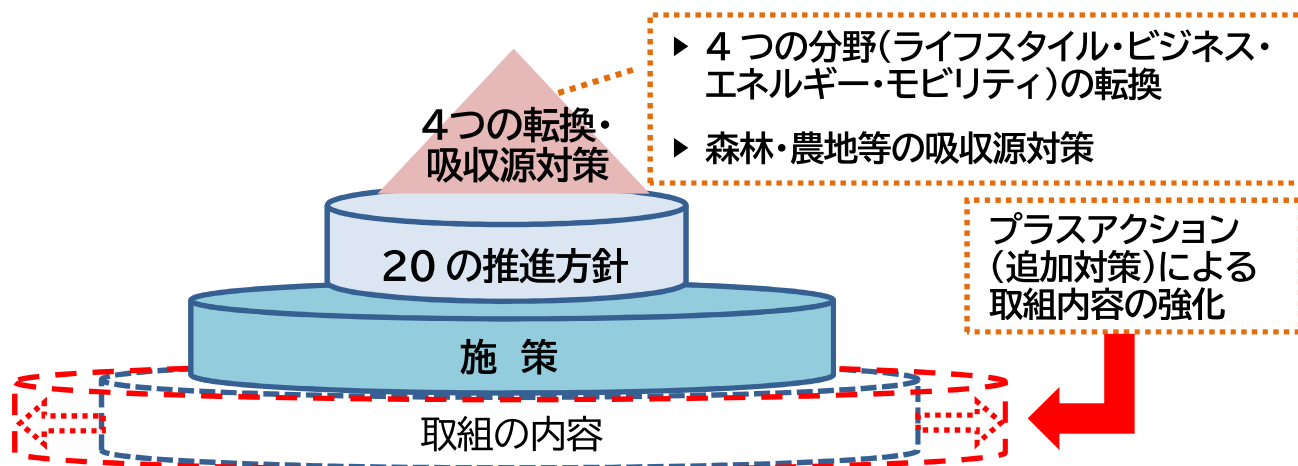 ▶ 4つの分野(ライフスタイル・ビジネス・
エネルギー・モビリティ)の転換
▶ 森林・農地等の吸収源対策
4つの転換・
吸収源対策
20の推進方針
施 策
取組の内容
プラスアクション
(追加対策)による
取組内容の強化